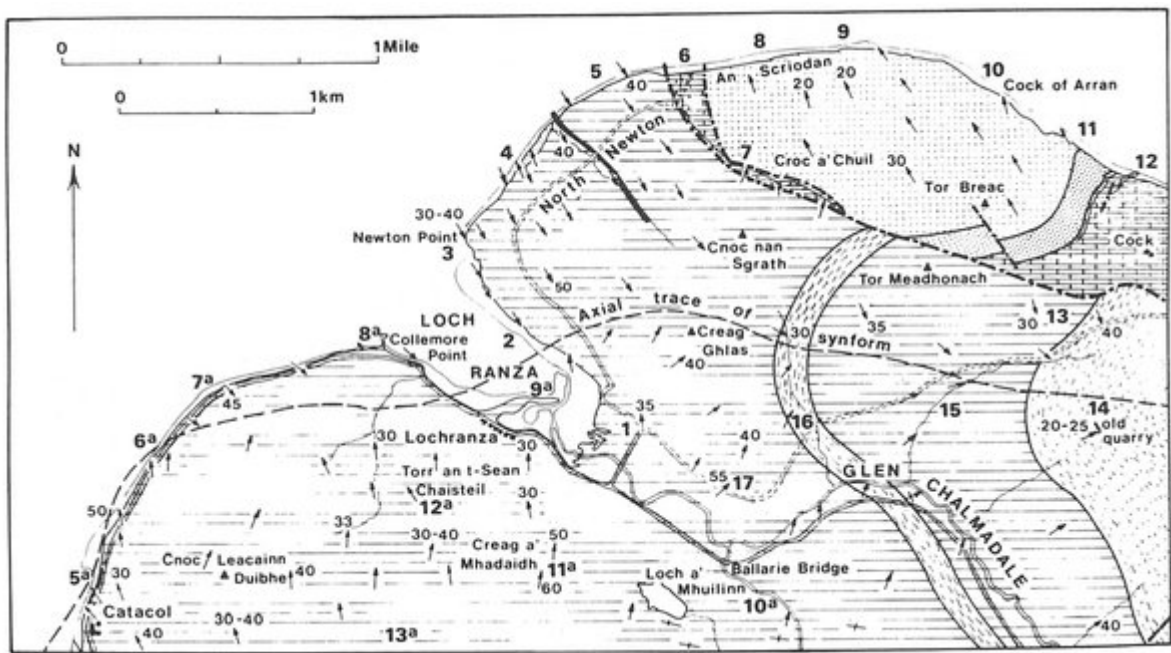 0 1 Mile
0 1km
N
5
6
8
9
10
An Scriodan
Cock of Arran
40
20
20
11
12
4
40
North Newton
7
Croc a' Chuil
30
Tor Breac
Cock
30-40
Newton Point
3
Cnoc nan
Sgrath
Tor Meadhonach
50
Axial trace of synform
35
30
13
40
30
8a
LOCH
RANZA
Collemore
Point
2
Creag
Ghlas
40
7a
45
9a
6a
30
Lochranza
30
35
1
40
16
15
14
20-25
old
quarry
Torr an t-Sean
Chaisteil
12a
30
55
17
GLEN CHALMADALE
50
33
30-40
Creag a'
Mhadaidh
50
11a
60
Cnoc Leacainn
Duibhe
40
Ballarie Bridge
Loch a'
Mhuilinn
10a
5a
30
Catacol
40
30-40
13a
40